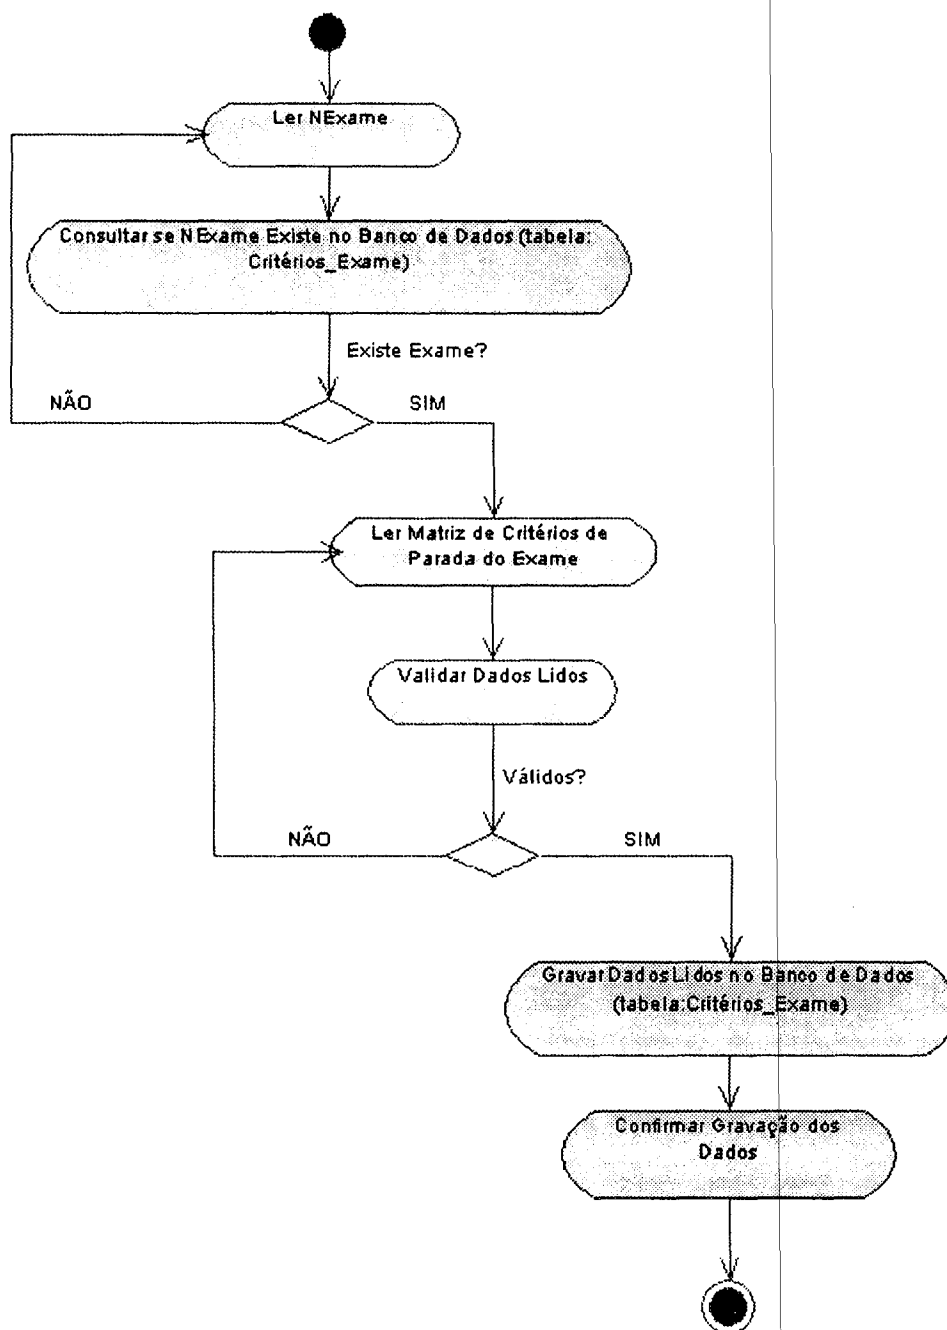 Ler NExame
Consultar se NExame Existe no Banco de Dados (tabela:
Critérios_Exame)
Existe Exame?
NÃO
SIM
Ler Matriz de Critérios de
Parada do Exame
Validar Dados Lidos
Válidos?
NÃO
SIM
Gravar Dados Lidos no Banco de Dados
(tabela:Critérios_Exame)
Confirmar Gravação dos
Dados